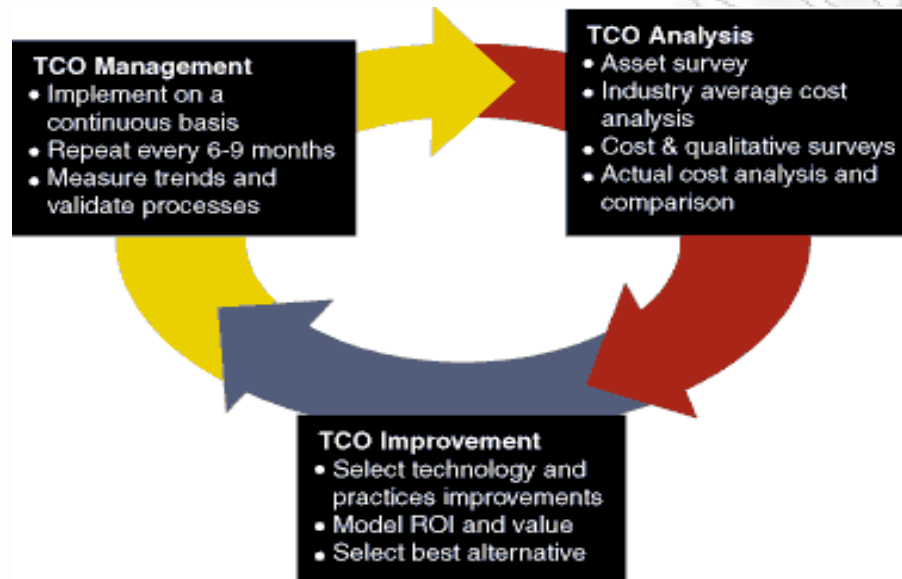 TCO Management
• Implement on a
continuous basis
• Repeat every 6-9 months
• Measure trends and
validate processes
TCO Analysis
• Asset survey
• Industry average cost
analysis
• Cost & qualitative surveys
• Actual cost analysis and
comparison
TCO Improvement
• Select technology and
practices improvements
• Model ROI and value
• Select best alternative